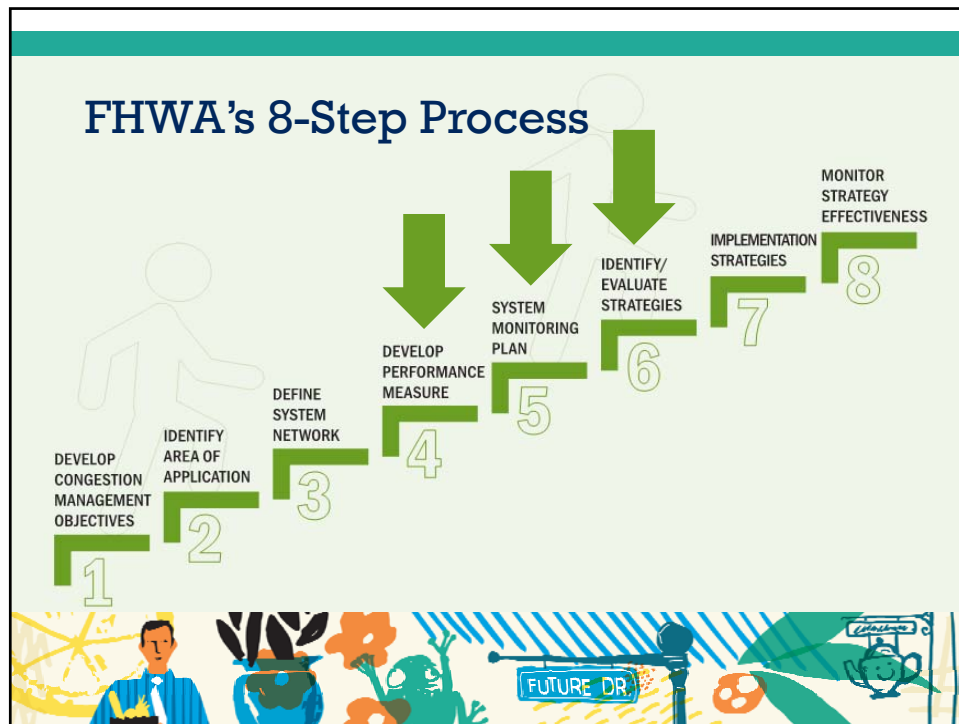 FHWA's 8-Step Process
DEVELOP
CONGESTION
MANAGEMENT
OBJECTIVES
1
IDENTIFY
AREA OF
APPLICATION
2
DEFINE
SYSTEM
NETWORK
3
DEVELOP
PERFORMANCE
MEASURE
4
SYSTEM
MONITORING
PLAN
5
IDENTIFY/
EVALUATE
STRATEGIES
6
IMPLEMENTATION
STRATEGIES
7
MONITOR
STRATEGY
EFFECTIVENESS
8
FUTURE DR.